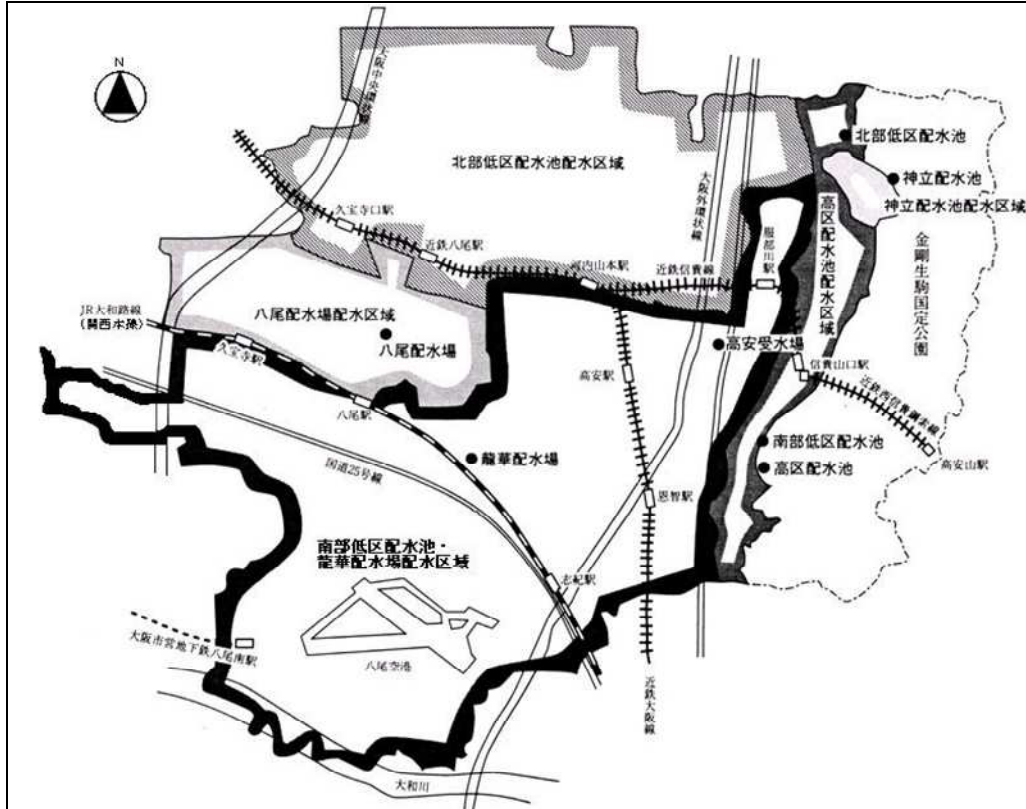 N
大阪中央環状線
北部低区配水池
北部低区配水池配水区域
神立配水池
神立配水池配水区域
大阪外環状線
高区配水池配水区域
久宝寺口駅
服部川駅
近鉄八尾駅
金剛生駒国定公園
河内山本駅
近鉄信貴線
JR大和路線
(関西本線)
八尾配水場配水区域
八尾配水場
高安受水場
久宝寺駅
信貴山口駅
高安駅
近鉄西信貴鋼索線
八尾駅
南部低区配水池
龍華配水場
高安山駅
国道25号線
高区配水池
恩智駅
南部低区配水池・
龍華配水場配水区域
志紀駅
大阪市営地下鉄八尾南駅
八尾空港
近鉄大阪線
大和川